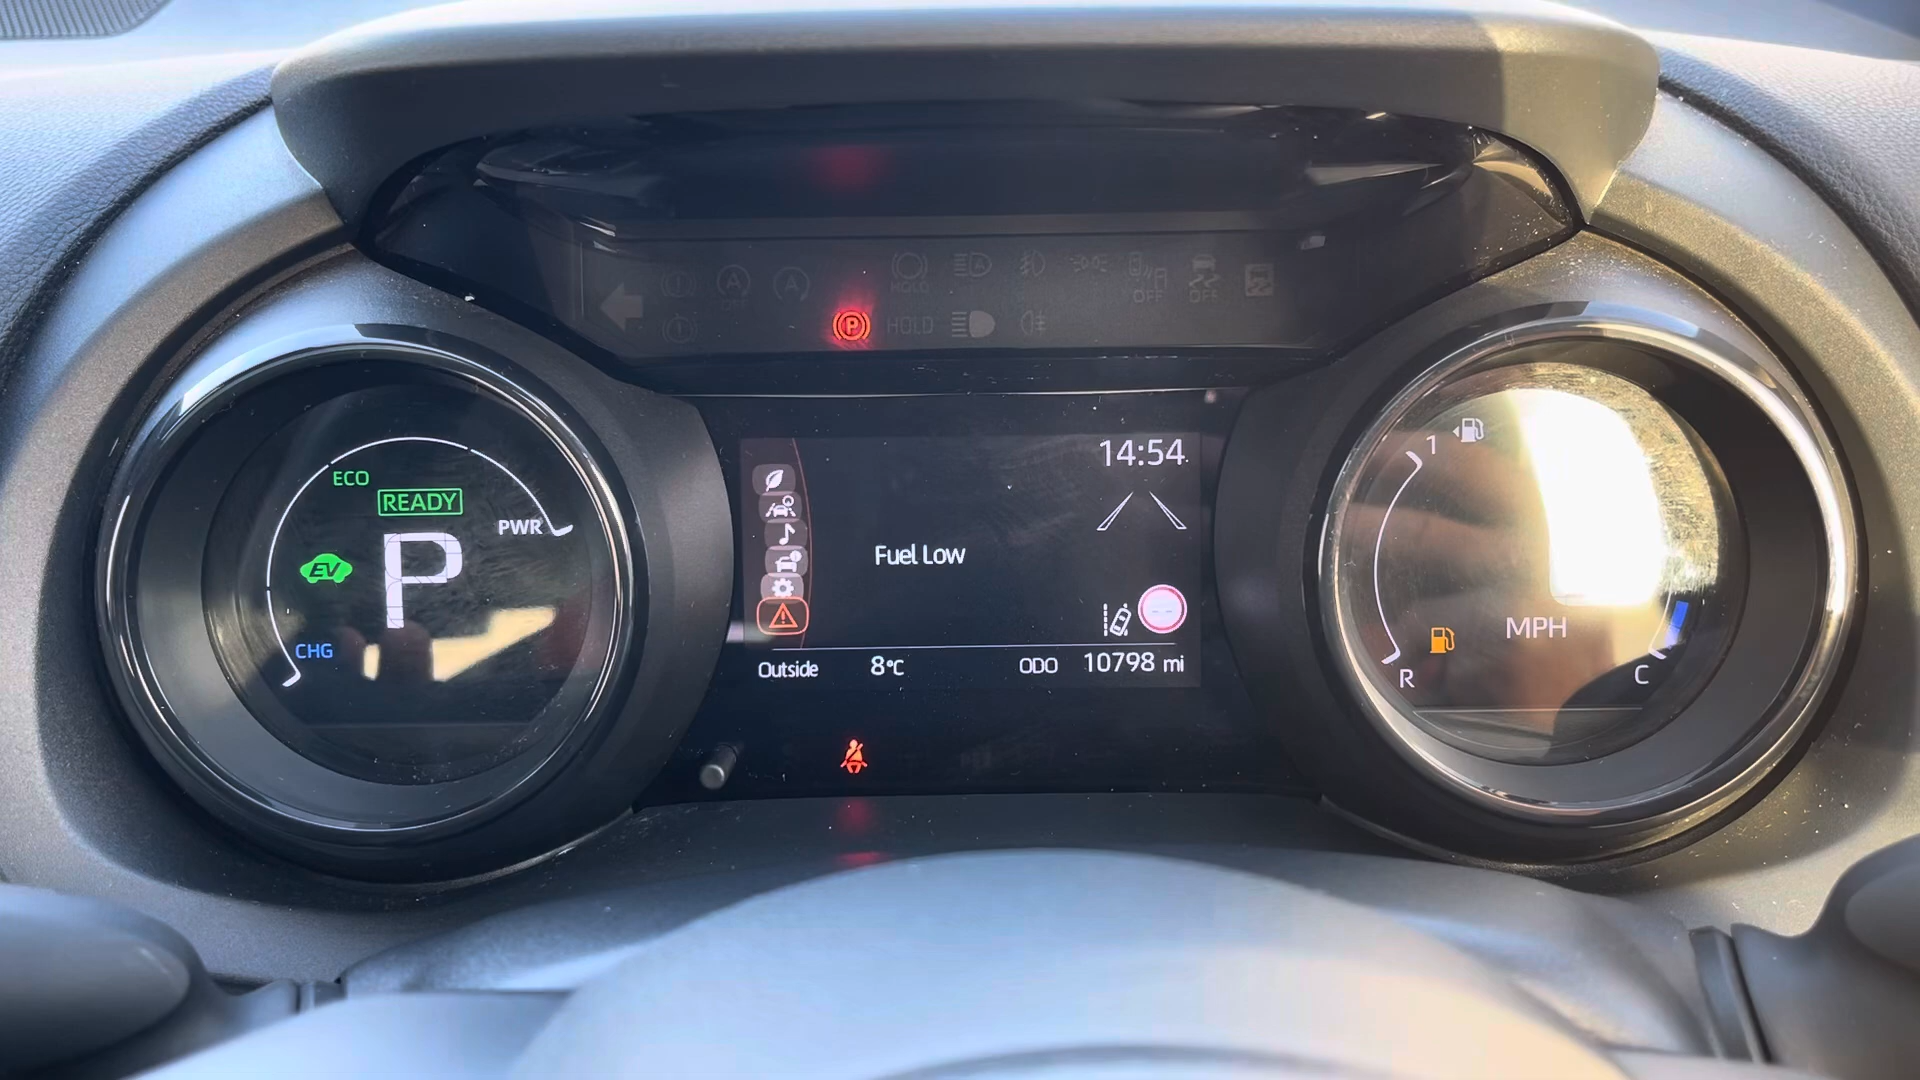 HOLD
OFF
OFF
OFF
P
HOLD
ECO
READY
PWR
EV
P
CHG
14:54
Fuel Low
Outside 8°C ODO 10798 mi
1
MPH
R
C